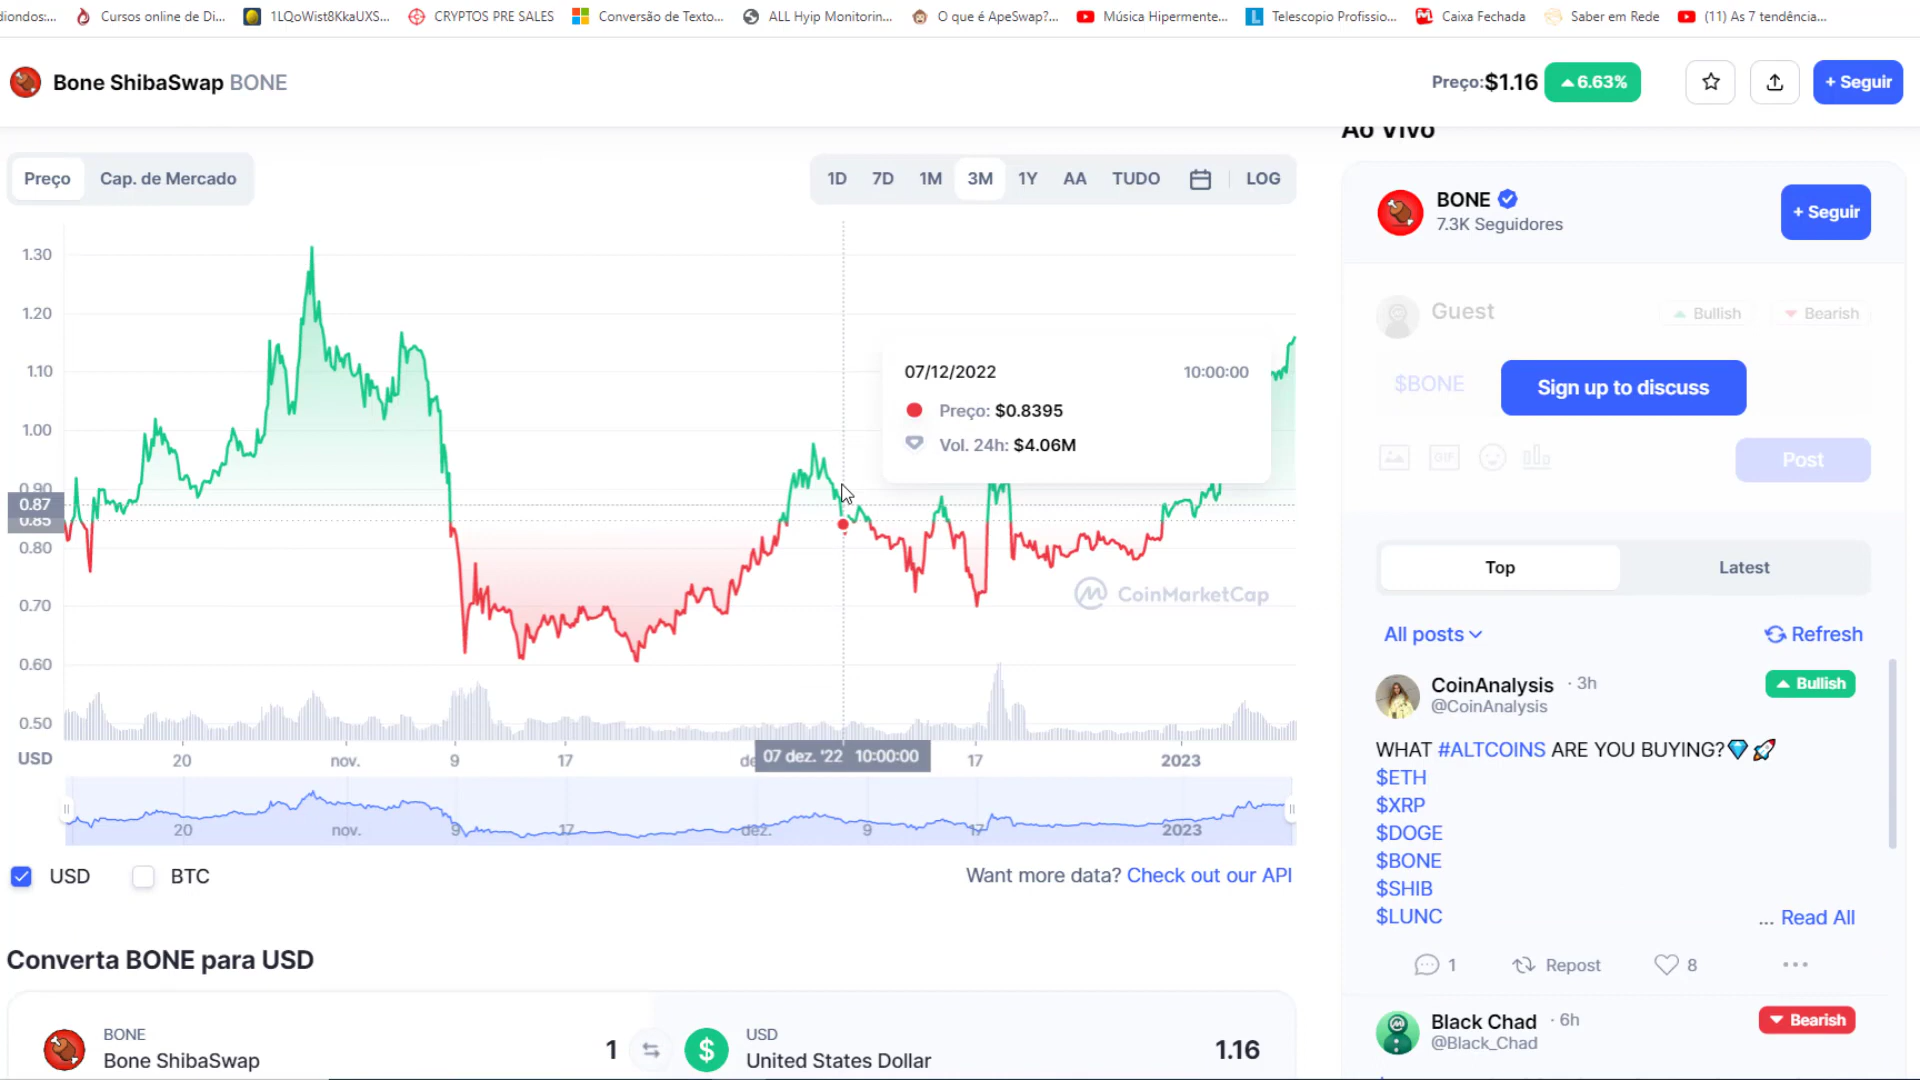 diondos:...
Cursos online de Di...
1LQoWist8KkaUXS...
CRYPTOS PRE SALES
Conversão de Texto...
ALL Hyip Monitorin...
O que é ApeSwap?...
Música Hipermente...
Telescopio Profissio...
Caixa Fechada
Saber em Rede
(11) As 7 tendência...
Bone ShibaSwap BONE
Preço:$1.16
6.63%
+ Seguir
Ao Vivo
Preço
Cap. de Mercado
1D
7D
1M
3M
1Y
AA
TUDO
LOG
BONE
7.3K Seguidores
+ Seguir
1.30
1.20
1.10
1.00
0.90
0.87
0.85
0.80
0.70
0.60
0.50
07/12/2022 10:00:00
Preço: $0.8395
Vol. 24h: $4.06M
CoinMarketCap
USD
20
nov.
9
17
de
07 dez. '22 10:00:00
17
2023
20
nov.
9
17
dez.
9
17
2023
USD
BTC
Want more data? Check out our API
Converta BONE para USD
BONE
Bone ShibaSwap
1
USD
United States Dollar
1.16
Guest
Bullish
Bearish
$BONE
Sign up to discuss
GIF
Post
Top
Latest
All posts
Refresh
CoinAnalysis · 3h
@CoinAnalysis
Bullish
WHAT #ALTCOINS ARE YOU BUYING?💎🚀
$ETH
$XRP
$DOGE
$BONE
$SHIB
$LUNC
... Read All
1
Repost
8
Black Chad · 6h
@Black_Chad
Bearish